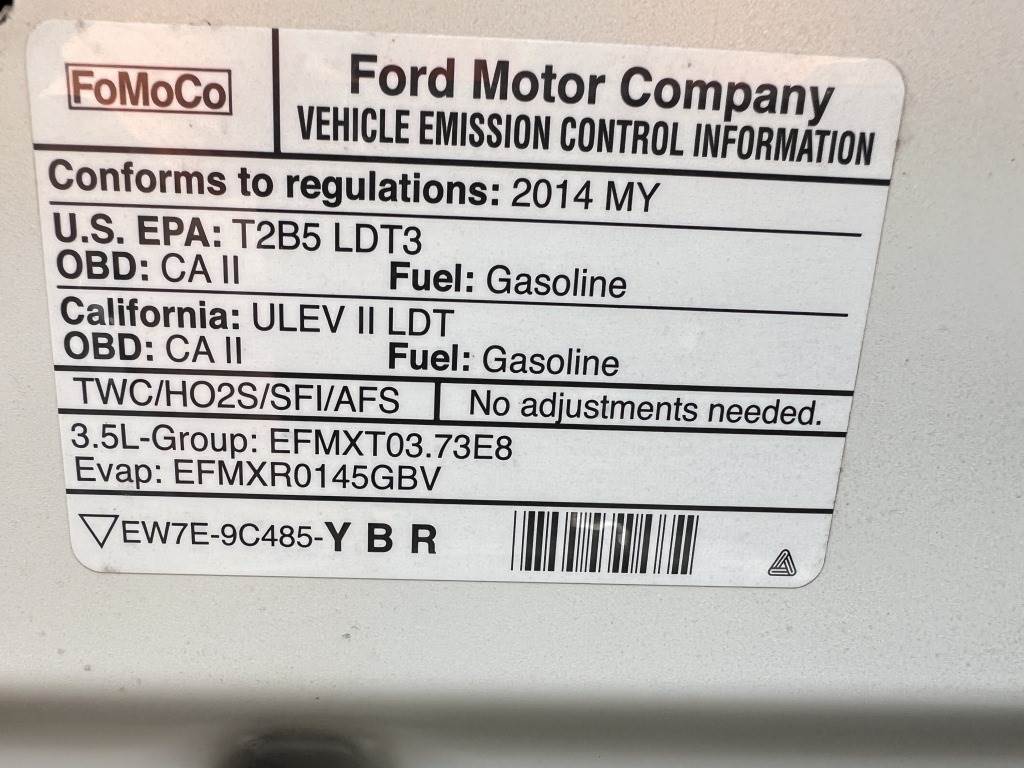 FoMoCo
Ford Motor Company
VEHICLE EMISSION CONTROL INFORMATION
Conforms to regulations: 2014 MY
U.S. EPA: T2B5 LDT3
OBD: CA II Fuel: Gasoline
California: ULEV II LDT
OBD: CA II Fuel: Gasoline
TWC/HO2S/SFI/AFS No adjustments needed.
3.5L-Group: EFMXT03.73E8
Evap: EFMXR0145GBV
EW7E-9C485-Y B R